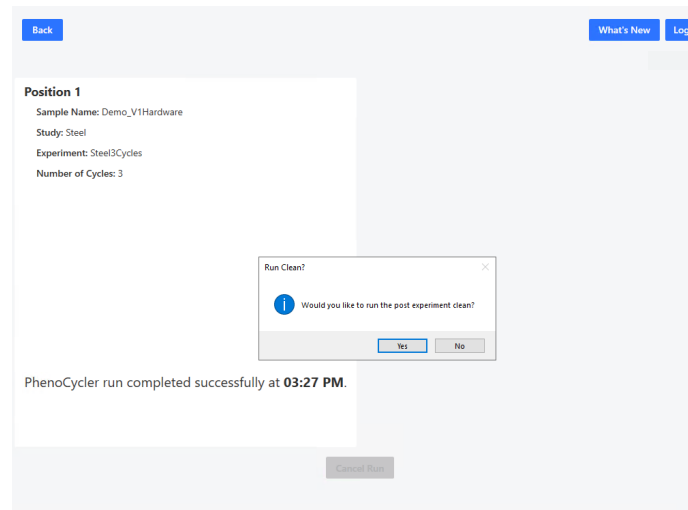 Back
What's New
Log
Position 1
Sample Name: Demo_V1Hardware
Study: Steel
Experiment: Steel3Cycles
Number of Cycles: 3
Run Clean?
Would you like to run the post experiment clean?
Yes
No
PhenoCycler run completed successfully at 03:27 PM.
Cancel Run